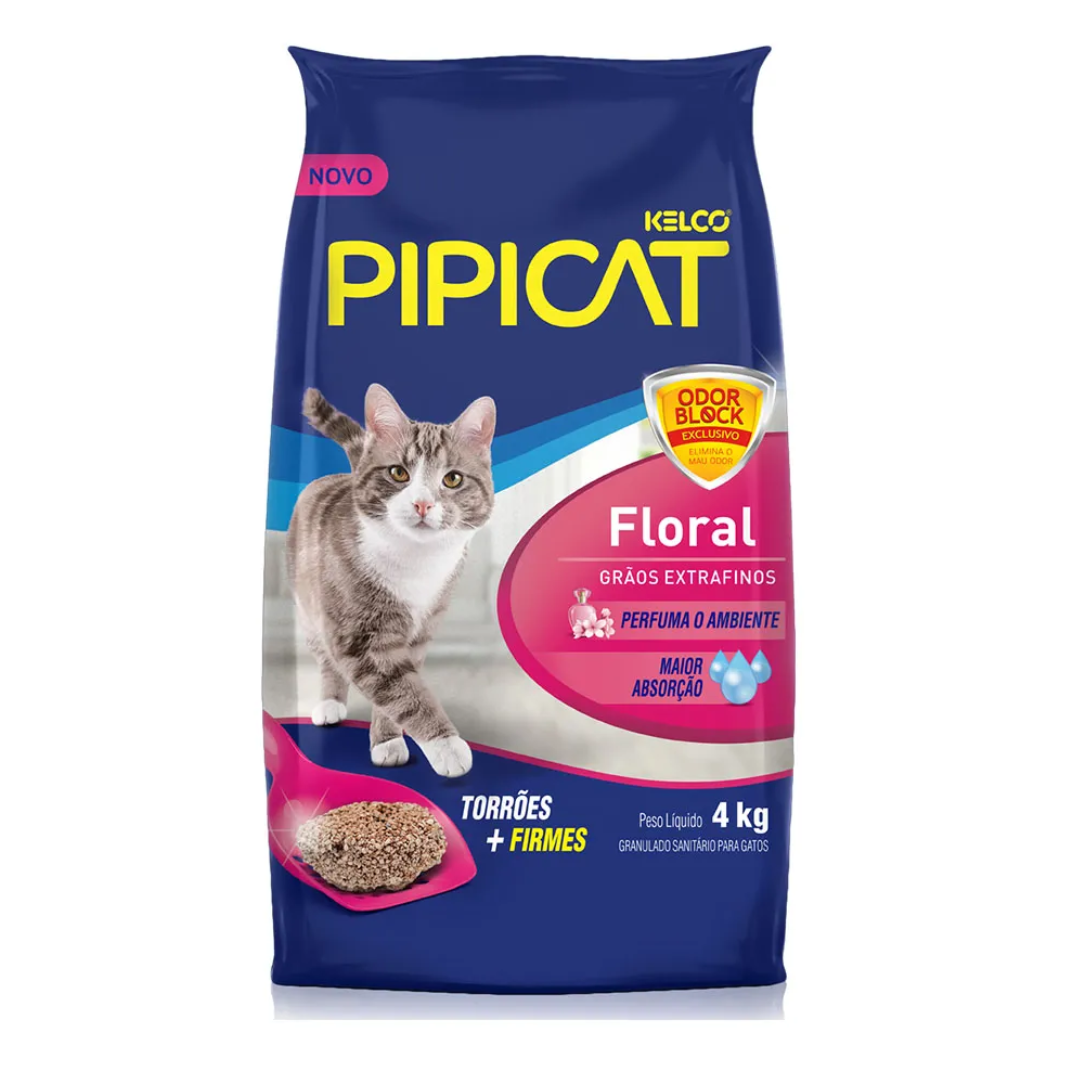 NOVO
KELCO®
PIPICAT
ODOR
BLOCK
EXCLUSIVO
ELIMINA O
MAU ODOR
Floral
GRÃOS EXTRAFINOS
PERFUMA O AMBIENTE
MAIOR
ABSORÇÃO
TORRÕES
+ FIRMES
Peso Líquido 4 kg
GRANULADO SANITÁRIO PARA GATOS